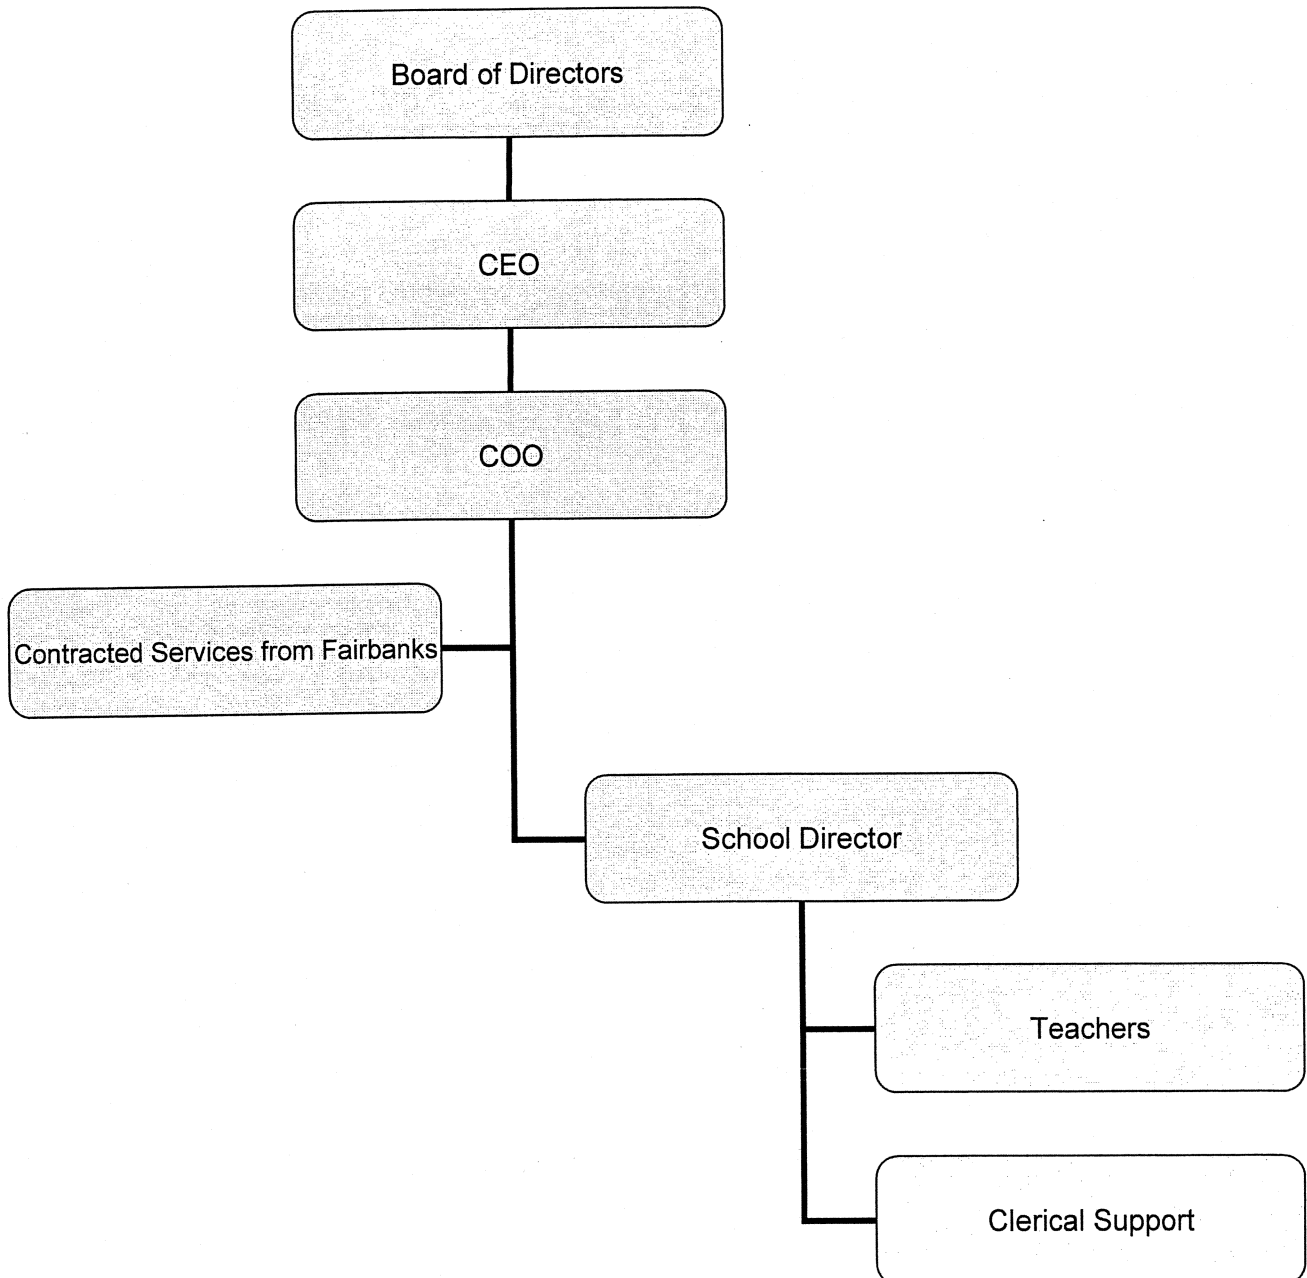 Board of Directors
CEO
COO
Contracted Services from Fairbanks
School Director
Teachers
Clerical Support